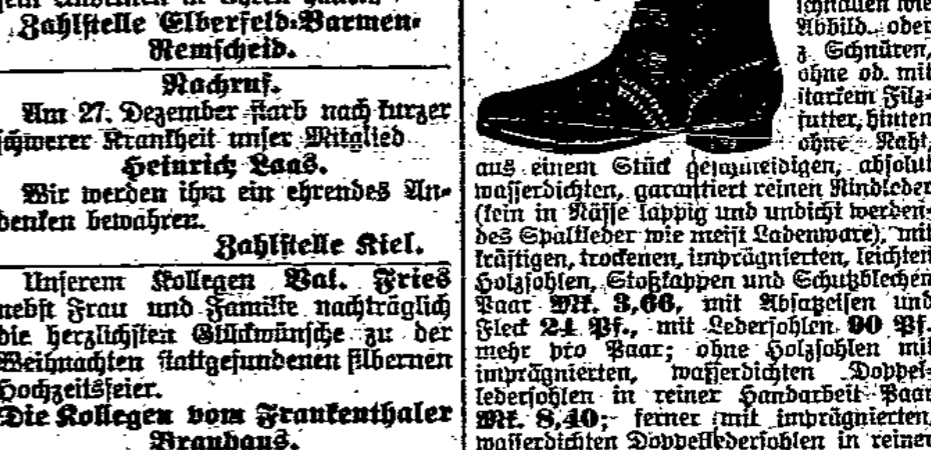 Zahlstelle Elberfeld-Barmen-
Remscheid.
Nachruf.
Am 27. Dezember starb nach kurzer
schwerer Krankheit unser Mitglied
Heinrich Laas.
Wir werden ihm ein ehrendes An-
denken bewahren.
Zahlstelle Kiel.
Unserem Kollegen Val. Fries
nebst Frau und Familie nachträglich
die herzlichsten Glückwünsche zu der
Weihnachten stattgefundenen silbernen
Hochzeitsfeier.
Die Kollegen vom Frankenthaler
Brauhaus.
schnallen wie
Abbild. oder
z. Schnüren,
ohne od. mit
starkem Filz-
futter, hinten
ohne Naht,
aus einem Stück geschmeidigen, absolut
wasserdichten, garantiert reinen Rindleder
(kein in Nässe lappig und undicht werden-
des Spaltleder wie meist Ladenware), mit
kräftigen, trockenen, imprägnierten, leichten
Holzsohlen, Stoßkappen und Schutzblechen
Paar Mk. 3,66, mit Absatzeisen und
Fleck 24 Pf., mit Ledersohlen 90 Pf.
mehr pro Paar; ohne Holzsohlen mit
imprägnierten, wasserdichten Doppel-
ledersohlen in reiner Handarbeit Paar
Mk. 8,40; ferner mit imprägnierten,
wasserdichten Doppelledersohlen in reiner